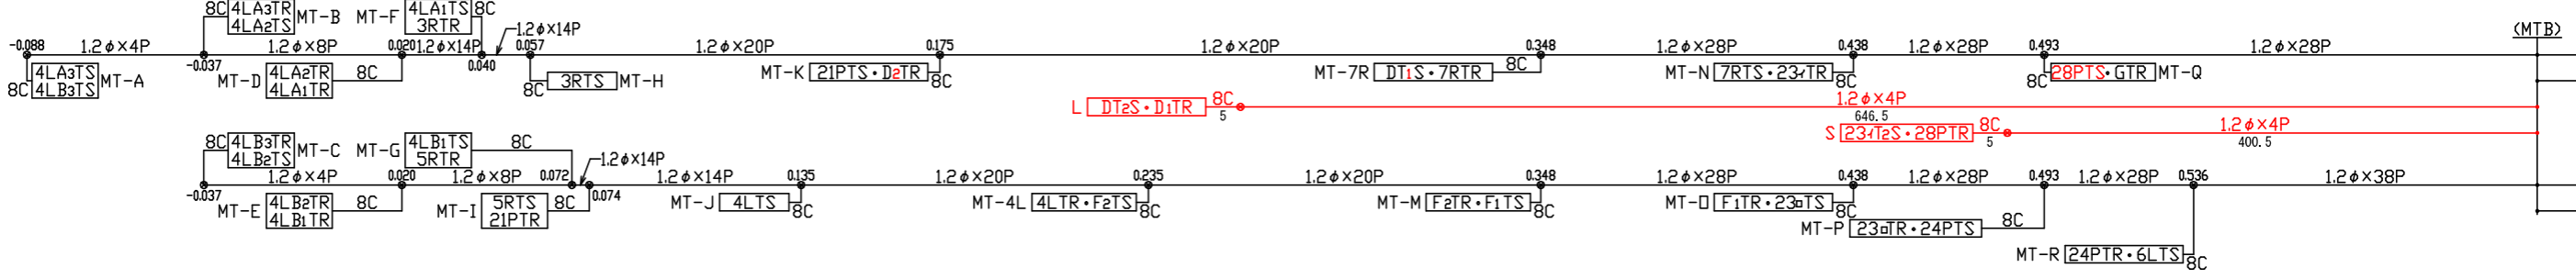 8C 4LA3TR MT-B MT-F 4LA1TS 8C
4LA2TS 3RTR
1.2φ×14P
(MTB)
-0.088 1.2φ×4P 1.2φ×8P 0.020 1.2φ×14P 0.057 1.2φ×20P 0.175 1.2φ×20P 0.348 1.2φ×28P 0.438 1.2φ×28P 0.493 1.2φ×28P
-0.037 0.040
8C 4LA3TS MT-A MT-D 4LA2TR 8C 8C 3RTS MT-H MT-K 21PTS・D2TR 8C MT-7R DT1S・7RTR 8C MT-N 7RTS・23イTR 8C 8C 28PTS・GTR MT-Q
4LB3TS 4LA1TR
L DT2S・D1TR 8C 1.2φ×4P
5 646.5
S 23イT2S・28PTR 8C 1.2φ×4P
5 400.5
8C 4LB3TR MT-C MT-G 4LB1TS 8C
4LB2TS 5RTR
1.2φ×14P
1.2φ×4P 0.020 1.2φ×8P 0.072 1.2φ×14P 0.135 1.2φ×20P 0.235 1.2φ×20P 0.348 1.2φ×28P 0.438 1.2φ×28P 0.493 1.2φ×28P 0.536 1.2φ×38P
-0.037 0.074
MT-E 4LB2TR 8C MT-I 5RTS 8C MT-J 4LTS 8C MT-4L 4LTR・F2TS 8C MT-M F2TR・F1TS 8C MT-O F1TR・23ロTS 8C
4LB1TR 21PTR
MT-P 23ロTR・24PTS 8C
MT-R 24PTR・6LTS 8C